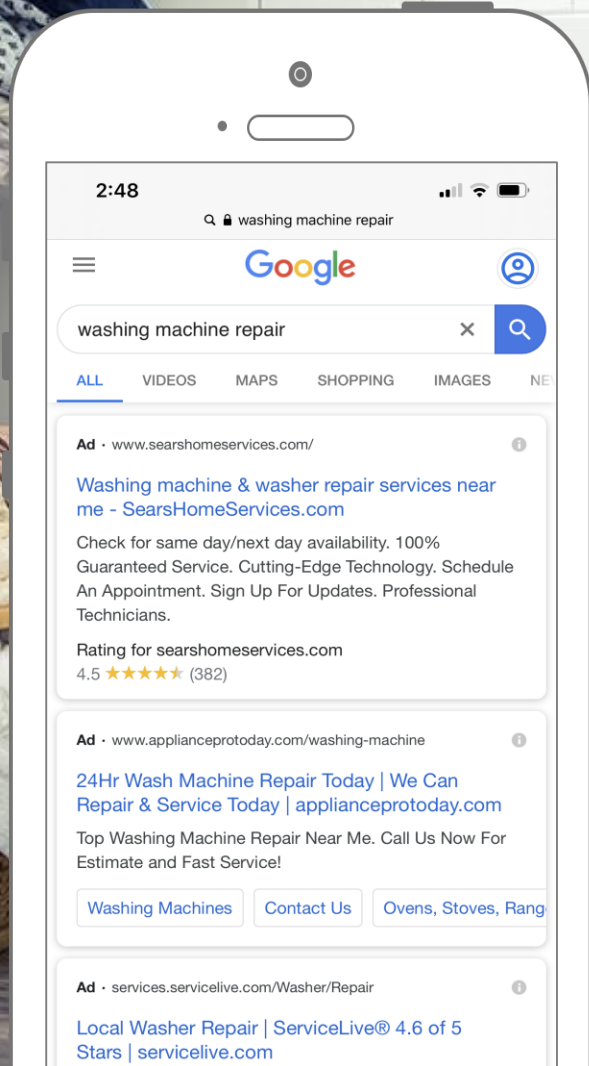 2:48
washing machine repair
Google
washing machine repair
ALL VIDEOS MAPS SHOPPING IMAGES
Ad · www.searshomeservices.com/
Washing machine & washer repair services near
me - SearsHomeServices.com
Check for same day/next day availability. 100%
Guaranteed Service. Cutting-Edge Technology. Schedule
An Appointment. Sign Up For Updates. Professional
Technicians.
Rating for searshomeservices.com
4.5 ★★★★★ (382)
Ad · www.applianceprotoday.com/washing-machine
24Hr Wash Machine Repair Today | We Can
Repair & Service Today | applianceprotoday.com
Top Washing Machine Repair Near Me. Call Us Now For
Estimate and Fast Service!
Washing Machines Contact Us Ovens, Stoves, Rang
Ad · services.servicelive.com/Washer/Repair
Local Washer Repair | ServiceLive® 4.6 of 5
Stars | servicelive.com